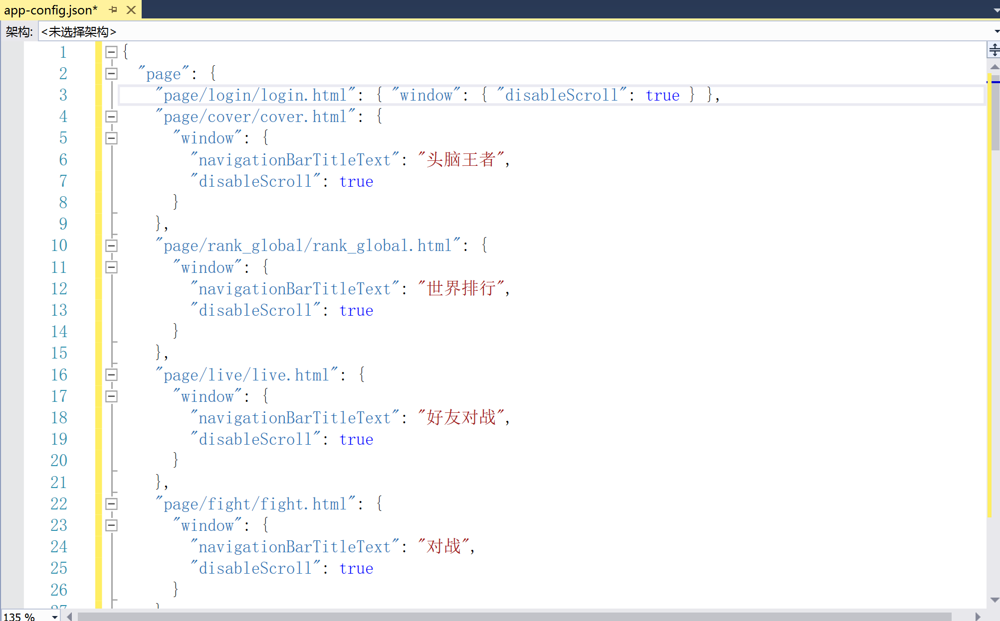 app-config.json*
架构: <未选择架构>
1 {
2 "page": {
3 "page/login/login.html": { "window": { "disableScroll": true } },
4 "page/cover/cover.html": {
5 "window": {
6 "navigationBarTitleText": "头脑王者",
7 "disableScroll": true
8 }
9 },
10 "page/rank_global/rank_global.html": {
11 "window": {
12 "navigationBarTitleText": "世界排行",
13 "disableScroll": true
14 }
15 },
16 "page/live/live.html": {
17 "window": {
18 "navigationBarTitleText": "好友对战",
19 "disableScroll": true
20 }
21 },
22 "page/fight/fight.html": {
23 "window": {
24 "navigationBarTitleText": "对战",
25 "disableScroll": true
26 }
27 }
135 %